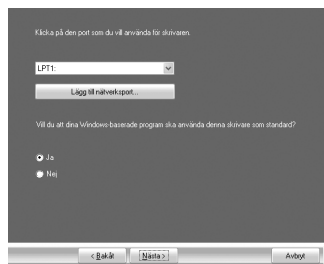 Klicka på den port som du vill använda för skrivaren.
LPT1:
Lägg till nätverksport...
Vill du att dina Windows-baserade program ska använda denna skrivare som standard?
Ja
Nej
< Bakåt
Nästa >
Avbryt